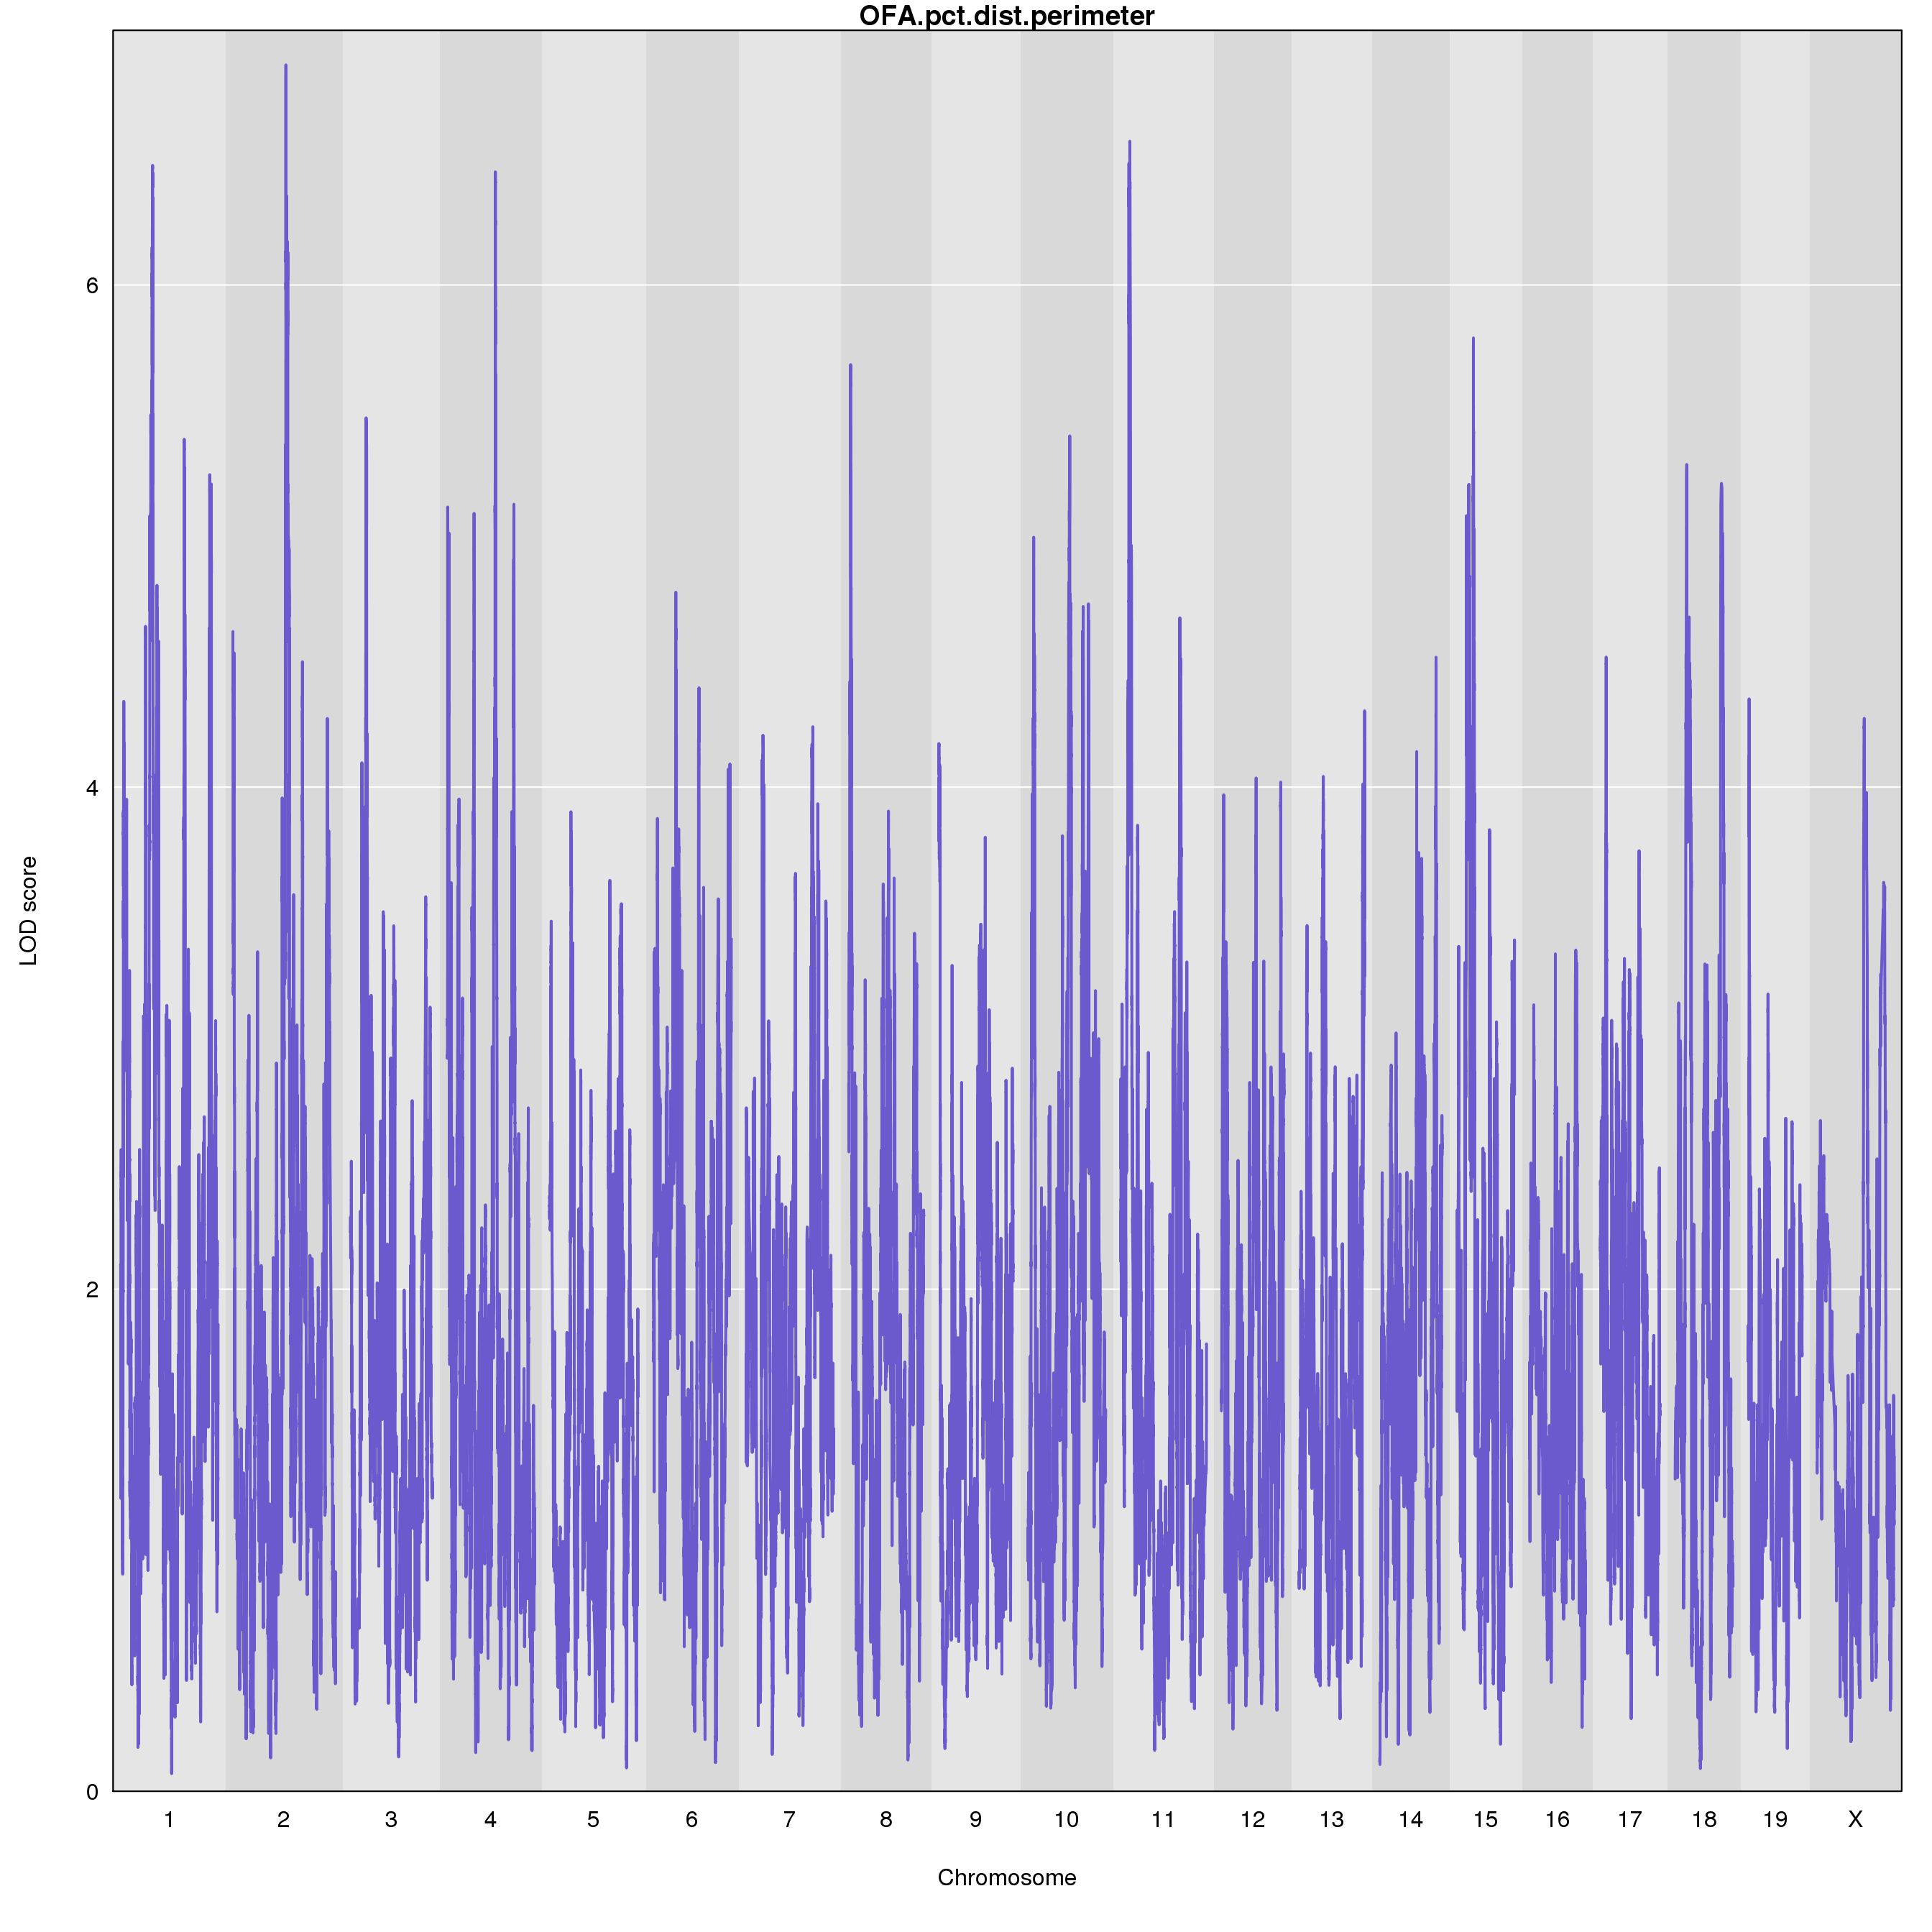 OFA.pct.dist.perimeter
6
4
2
0
LOD score
1 2 3 4 5 6 7 8 9 10 11 12 13 14 15 16 17 18 19 X
Chromosome